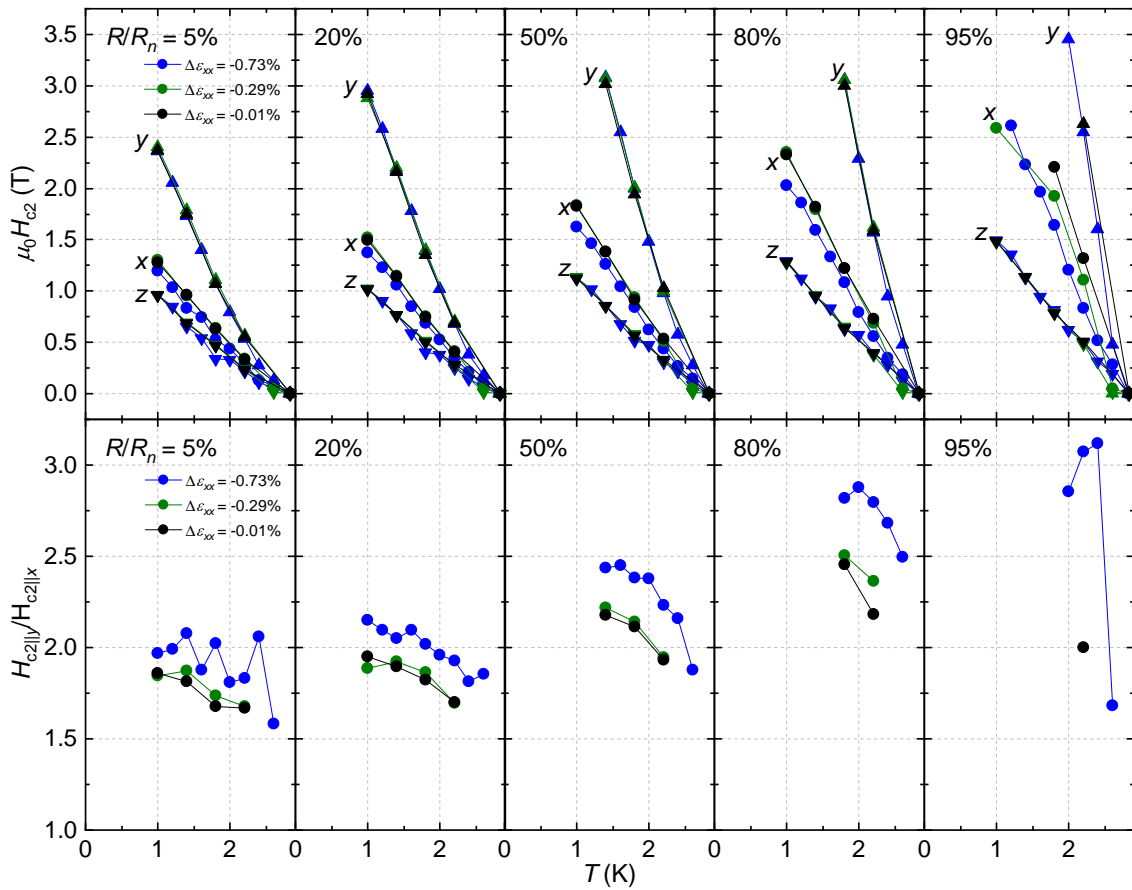 R/Rn = 5%
20%
50%
80%
95%
Δεxx = -0.73%
Δεxx = -0.29%
Δεxx = -0.01%
y
x
z
y
x
z
y
x
z
y
x
z
y
x
z
3.5
3.0
2.5
2.0
1.5
1.0
0.5
0.0
μ0Hc2 (T)
R/Rn = 5%
20%
50%
80%
95%
Δεxx = -0.73%
Δεxx = -0.29%
Δεxx = -0.01%
3.0
2.5
2.0
1.5
1.0
Hc2||y/Hc2||x
0 1 2 0 1 2 0 1 2 0 1 2 0 1 2
T (K)